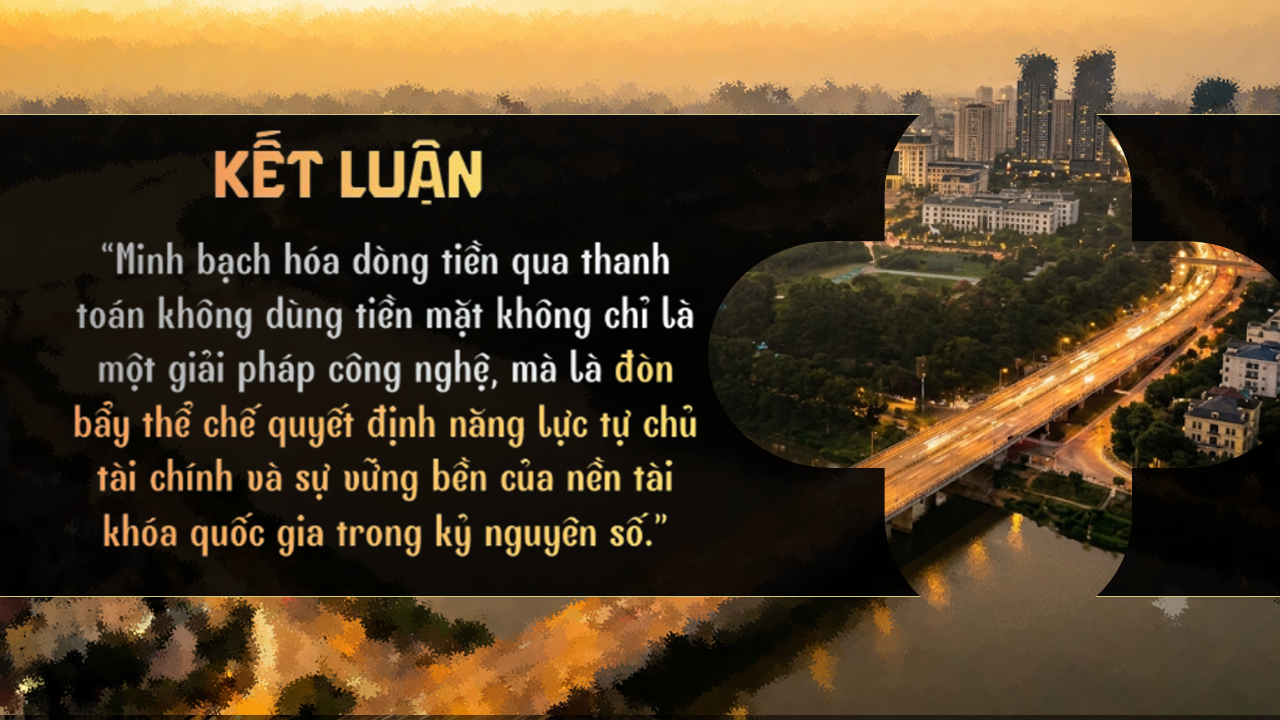 KẾT LUẬN
“Minh bạch hóa dòng tiền qua thanh
toán không dùng tiền mặt không chỉ là
một giải pháp công nghệ, mà là đòn
bẩy thể chế quyết định năng lực tự chủ
tài chính và sự vững bền của nền tài
khóa quốc gia trong kỷ nguyên số.”